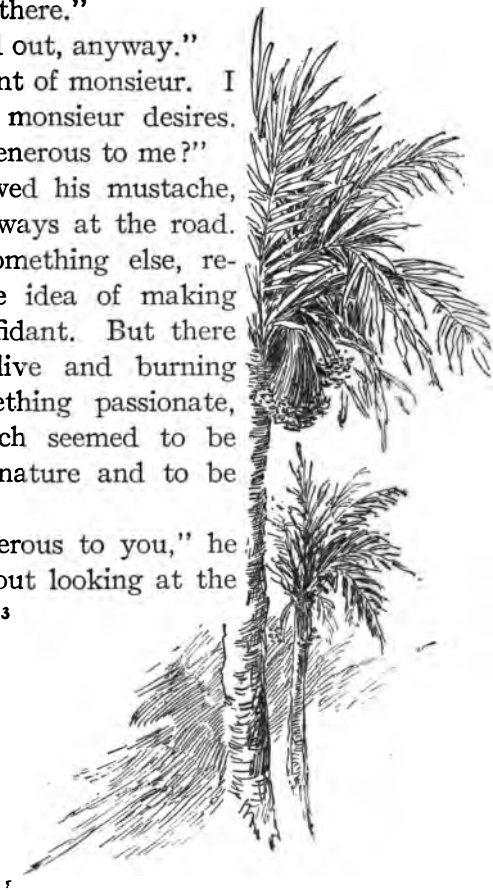 there."
out, anyway."
nt of monsieur. I
monsieur desires.
enerous to me?"
ved his mustache,
ways at the road.
omething else, re-
e idea of making
fidant. But there
live and burning
ething passionate,
ch seemed to be
nature and to be
erous to you," he
out looking at the
3